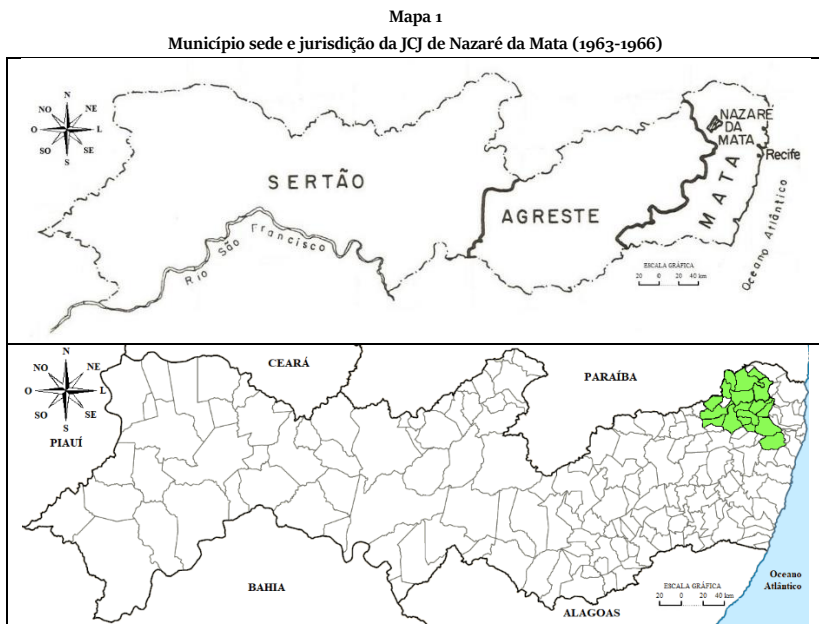 Mapa 1
Município sede e jurisdição da JCJ de Nazaré da Mata (1963-1966)
N
NO NE
O L
SO SE
S
NAZARÉ
DA
MATA
Recife
SERTÃO
AGRESTE
MATA
Rio São Francisco
Oceano Atlântico
ESCALA GRÁFICA
20 0 20 40 km
N
NO NE
O L
SO SE
S
CEARÁ
PARAÍBA
PIAUÍ
BAHIA
ALAGOAS
ESCALA GRÁFICA
20 0 20 40 km
Oceano
Atlântico